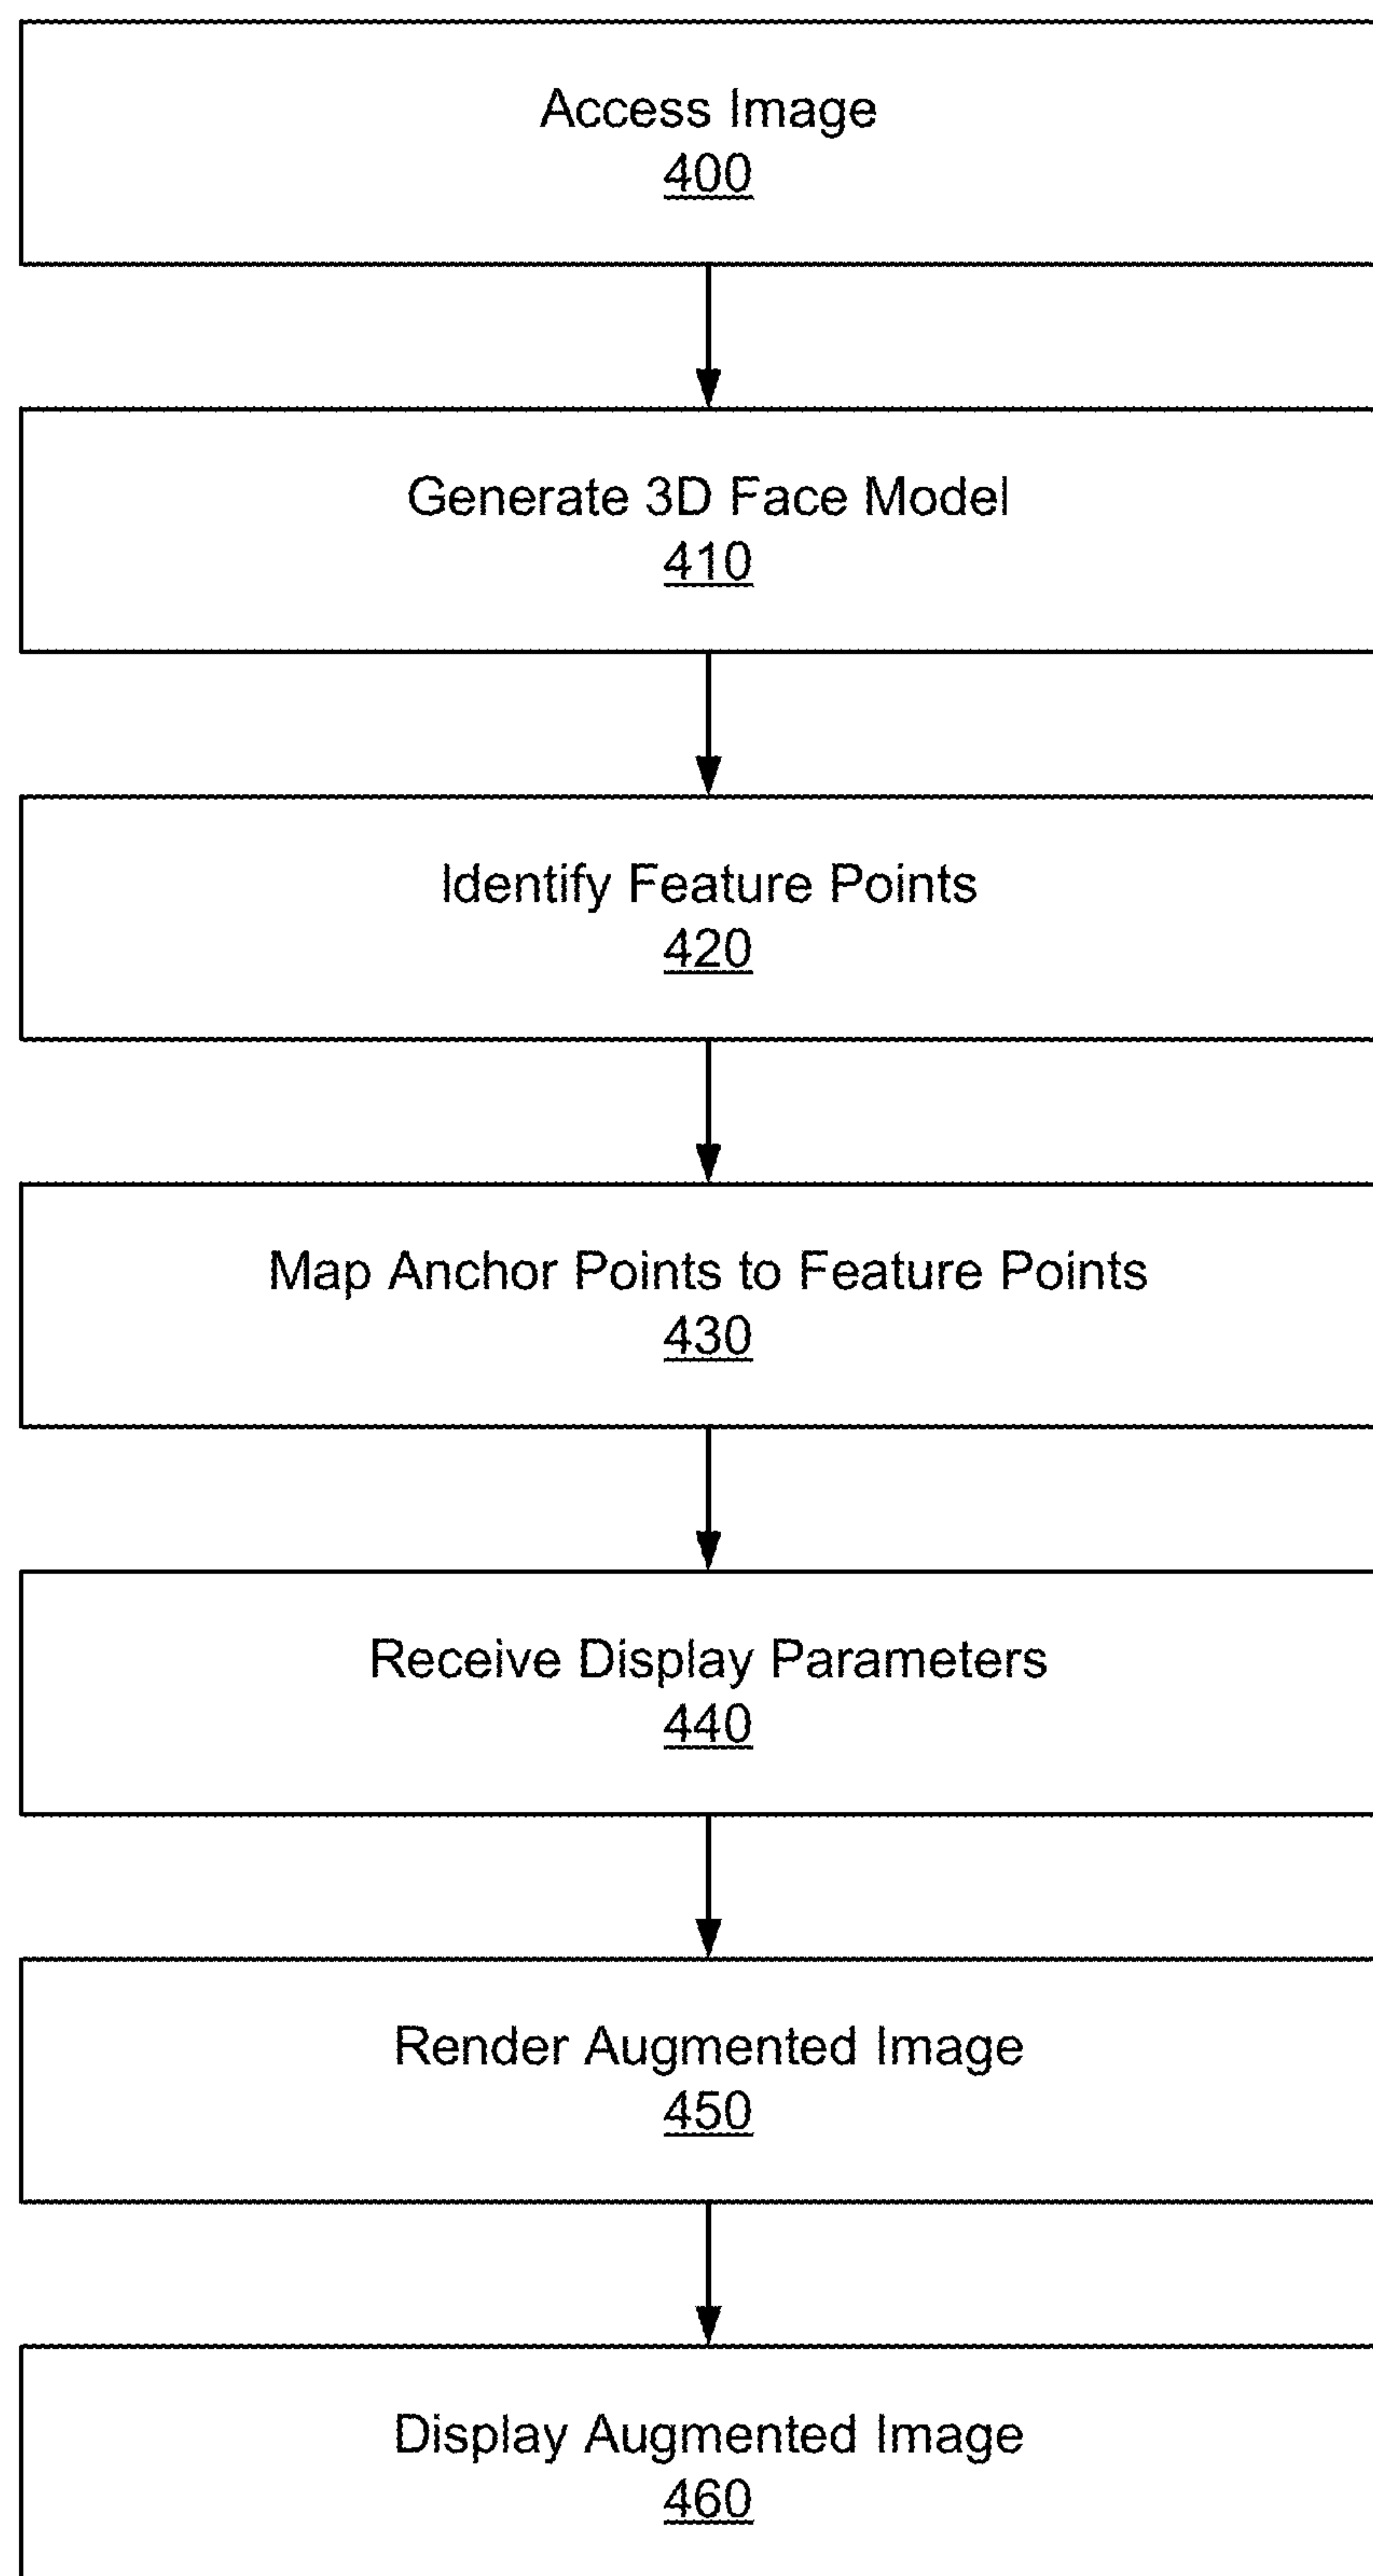 Access Image
400
Generate 3D Face Model
410
Identify Feature Points
420
Map Anchor Points to Feature Points
430
Receive Display Parameters
440
Render Augmented Image
450
Display Augmented Image
460